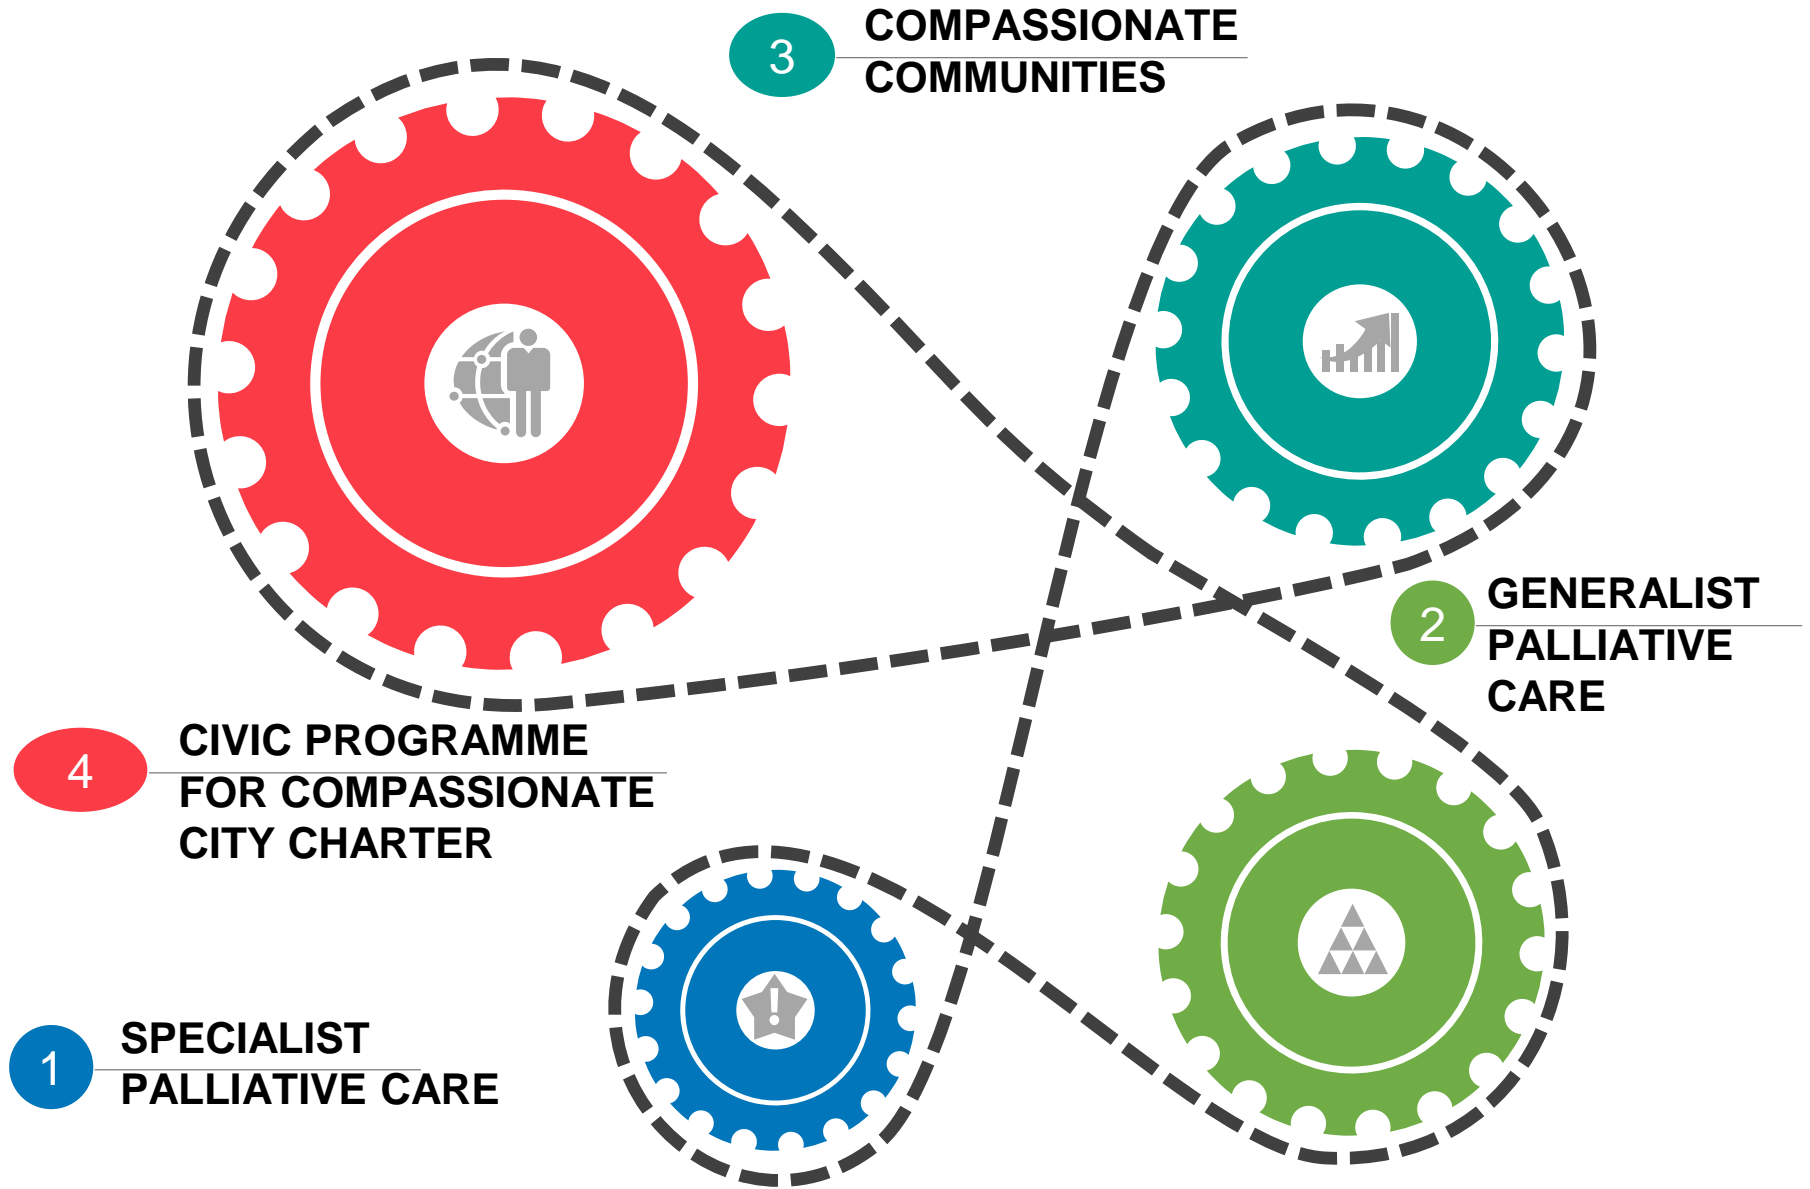 3
COMPASSIONATE
COMMUNITIES
2
GENERALIST
PALLIATIVE
CARE
4
CIVIC PROGRAMME
FOR COMPASSIONATE
CITY CHARTER
1
SPECIALIST
PALLIATIVE CARE
!